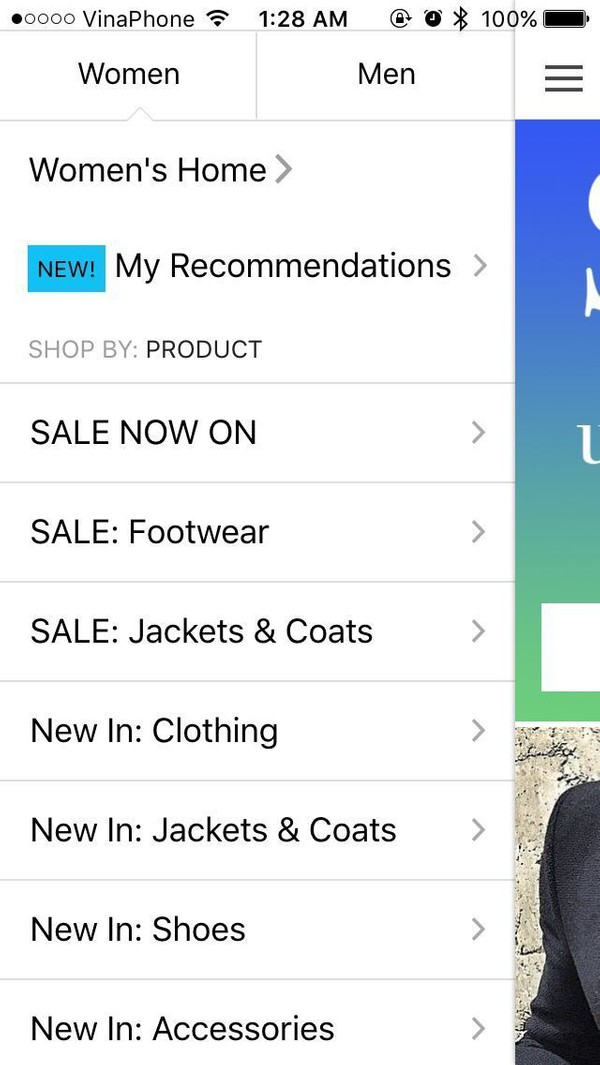 VinaPhone 1:28 AM 100%
Women Men
Women's Home
NEW! My Recommendations
SHOP BY: PRODUCT
SALE NOW ON
SALE: Footwear
SALE: Jackets & Coats
New In: Clothing
New In: Jackets & Coats
New In: Shoes
New In: Accessories